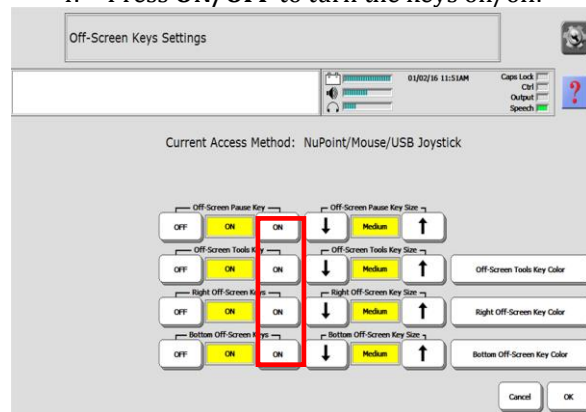 Press ON/OFF to turn the keys on/off.
Off-Screen Keys Settings
01/02/16 11:51AM
Caps Lock
Ctrl
Output
Speech
?
Current Access Method: NuPoint/Mouse/USB Joystick
Off-Screen Pause Key Off-Screen Pause Key Size
OFF ON ON Medium
Off-Screen Tools Key Off-Screen Tools Key Size
OFF ON ON Medium Off-Screen Tools Key Color
Right Off-Screen Keys Right Off-Screen Key Size
OFF ON ON Medium Right Off-Screen Key Color
Bottom Off-Screen Keys Bottom Off-Screen Key Size
OFF ON ON Medium Bottom Off-Screen Key Color
Cancel OK